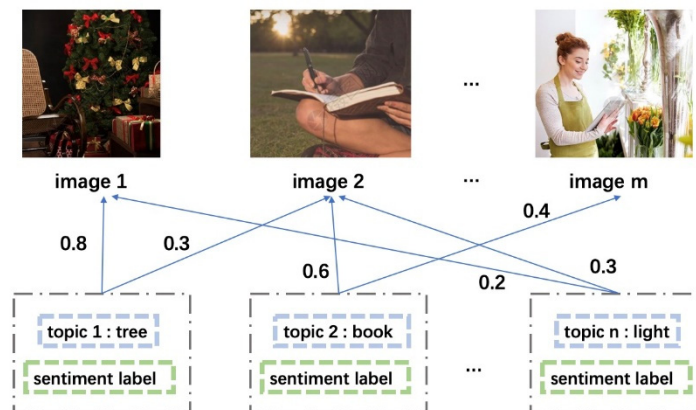 ...
image 1 image 2 ... image m
0.8 0.3 0.6 0.4 0.2 0.3
topic 1 : tree topic 2 : book topic n : light
sentiment label sentiment label ... sentiment label